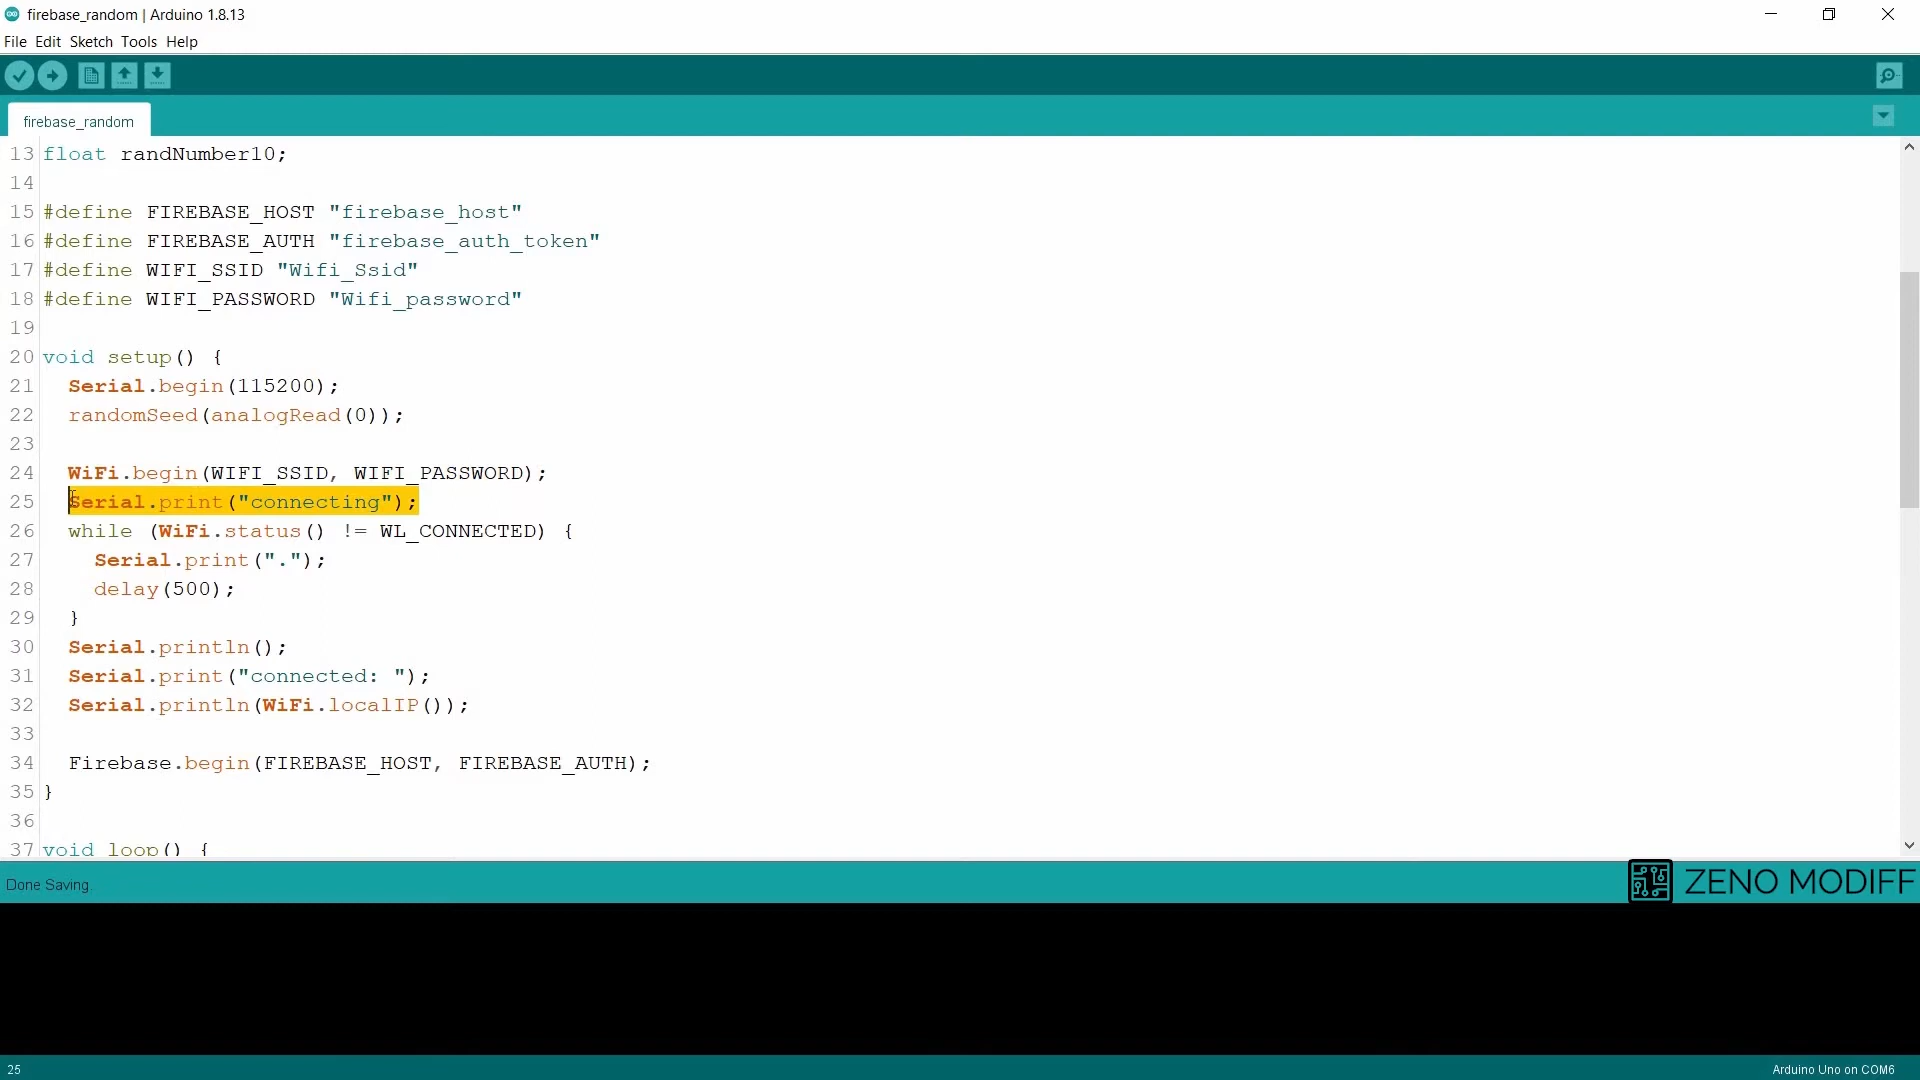 firebase_random | Arduino 1.8.13
File Edit Sketch Tools Help
firebase_random
13 float randNumber10;
14
15 #define FIREBASE_HOST "firebase_host"
16 #define FIREBASE_AUTH "firebase_auth_token"
17 #define WIFI_SSID "Wifi_Ssid"
18 #define WIFI_PASSWORD "Wifi_password"
19
20 void setup() {
21   Serial.begin(115200);
22   randomSeed(analogRead(0));
23
24   WiFi.begin(WIFI_SSID, WIFI_PASSWORD);
25   Serial.print("connecting");
26   while (WiFi.status() != WL_CONNECTED) {
27     Serial.print(".");
28     delay(500);
29   }
30   Serial.println();
31   Serial.print("connected: ");
32   Serial.println(WiFi.localIP());
33
34   Firebase.begin(FIREBASE_HOST, FIREBASE_AUTH);
35 }
36
37 void loop() {
Done Saving
ZENO MODIFF
25
Arduino Uno on COM6